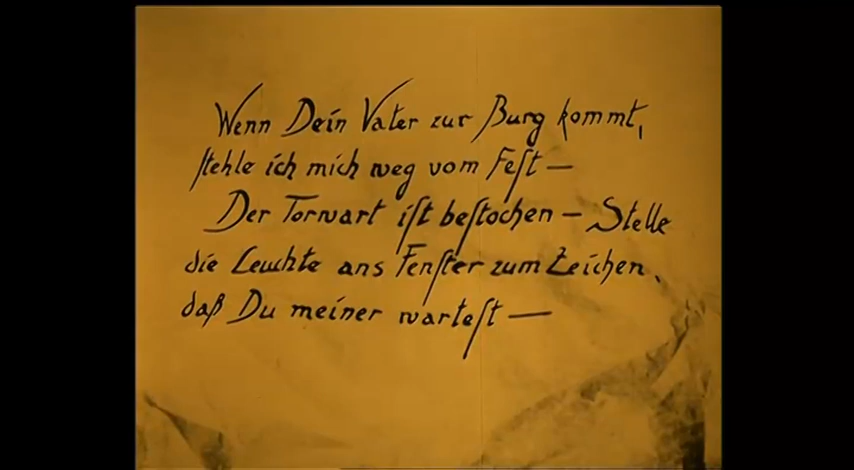 Wenn Dein Vater zur Burg kommt,
stehle ich mich weg vom Fest —
Der Torwart ist bestochen — Stelle
die Leuchte ans Fenster zum Zeichen,
daß Du meiner wartest —